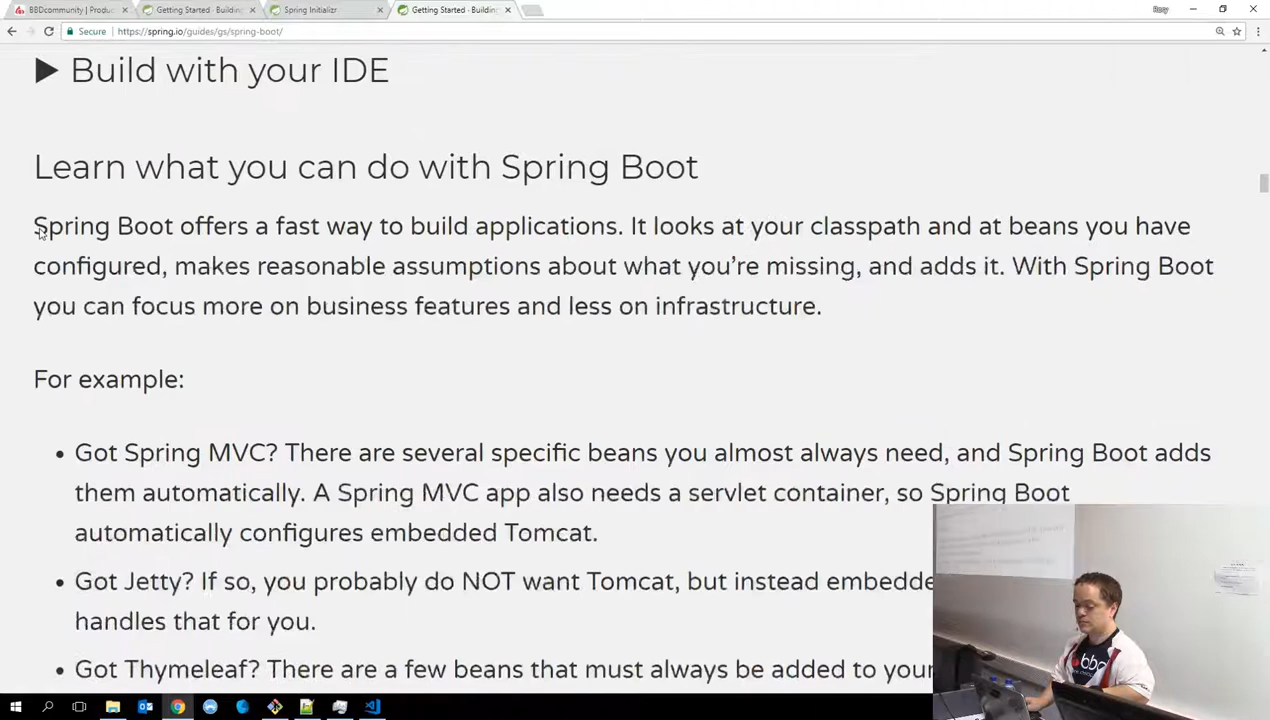 BBDcommunity | Produc
Getting Started · Building
Spring Initializr
Getting Started · Building
Secure
https://spring.io/guides/gs/spring-boot/
Build with your IDE
Learn what you can do with Spring Boot
Spring Boot offers a fast way to build applications. It looks at your classpath and at beans you have
configured, makes reasonable assumptions about what you're missing, and adds it. With Spring Boot
you can focus more on business features and less on infrastructure.
For example:
• Got Spring MVC? There are several specific beans you almost always need, and Spring Boot adds
them automatically. A Spring MVC app also needs a servlet container, so Spring Boot
automatically configures embedded Tomcat.
• Got Jetty? If so, you probably do NOT want Tomcat, but instead embedde
handles that for you.
• Got Thymeleaf? There are a few beans that must always be added to your
bbd